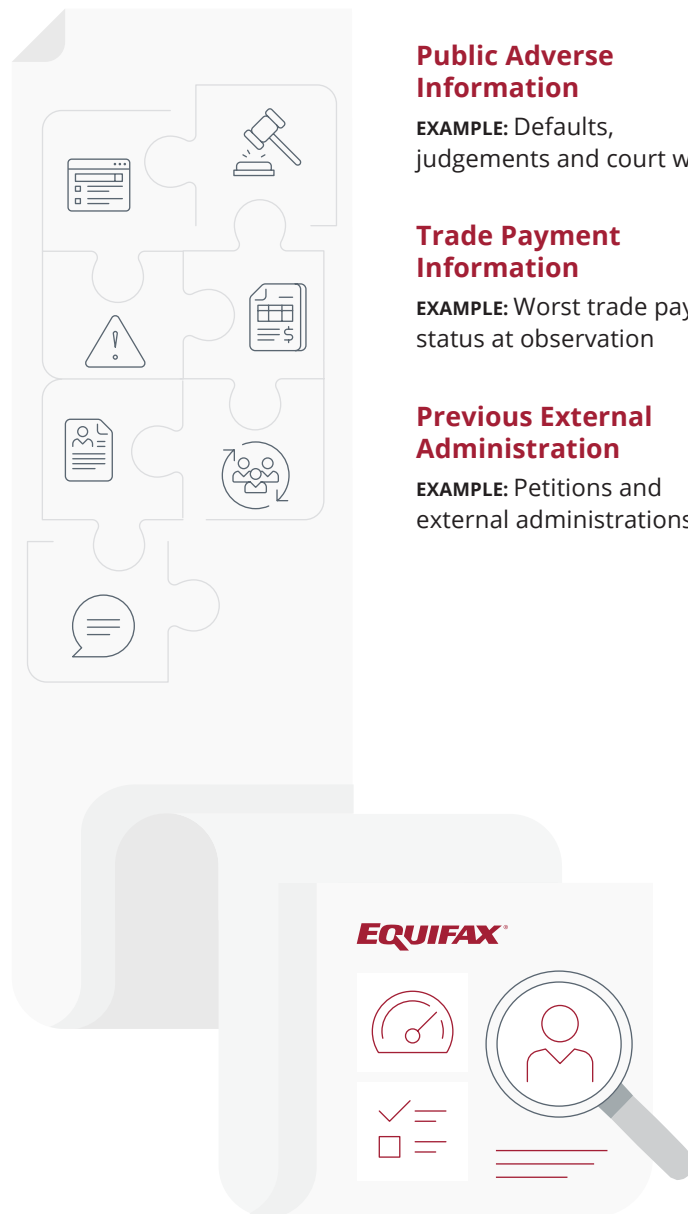 Public Adverse
Information
EXAMPLE: Defaults,
judgements and court
Trade Payment
Information
EXAMPLE: Worst trade
status at observation
Previous External
Administration
EXAMPLE: Petitions and
external administrations
EQUIFAX®
$